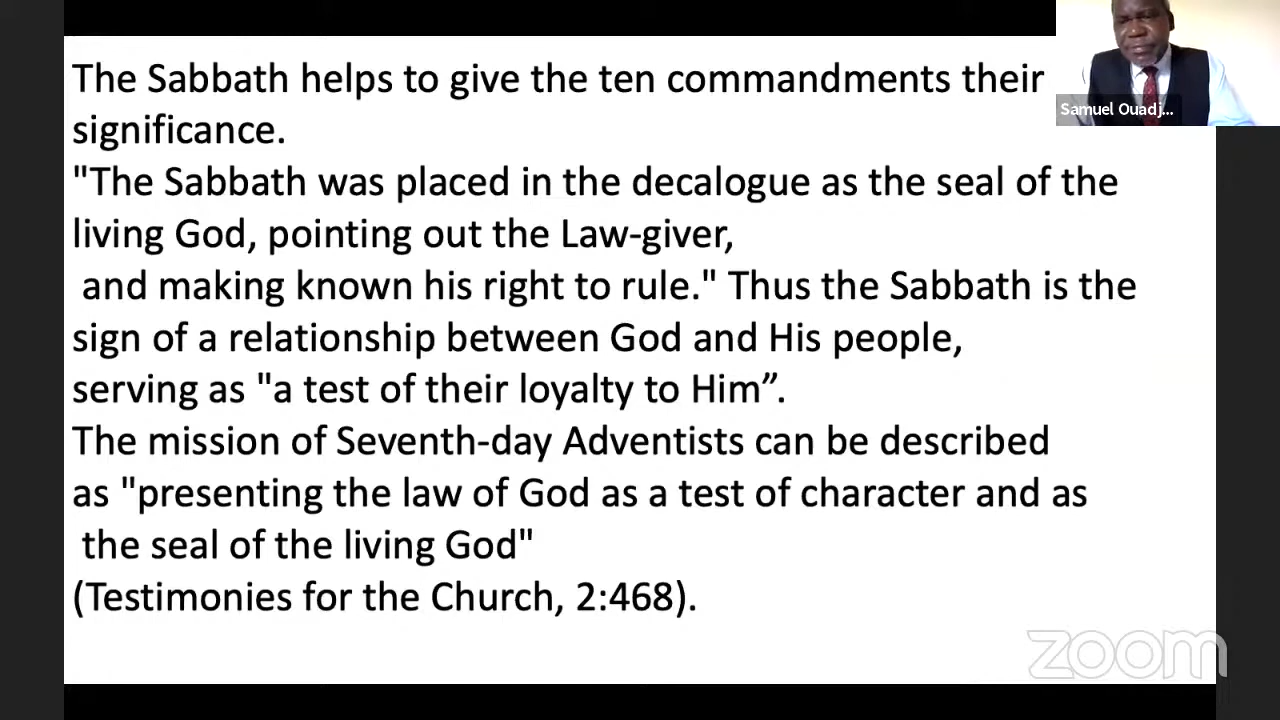 The Sabbath helps to give the ten commandments their
significance.
"The Sabbath was placed in the decalogue as the seal of the
living God, pointing out the Law-giver,
and making known his right to rule." Thus the Sabbath is the
sign of a relationship between God and His people,
serving as "a test of their loyalty to Him”.
The mission of Seventh-day Adventists can be described
as "presenting the law of God as a test of character and as
the seal of the living God"
(Testimonies for the Church, 2:468).
Samuel Ouadj...
zoom